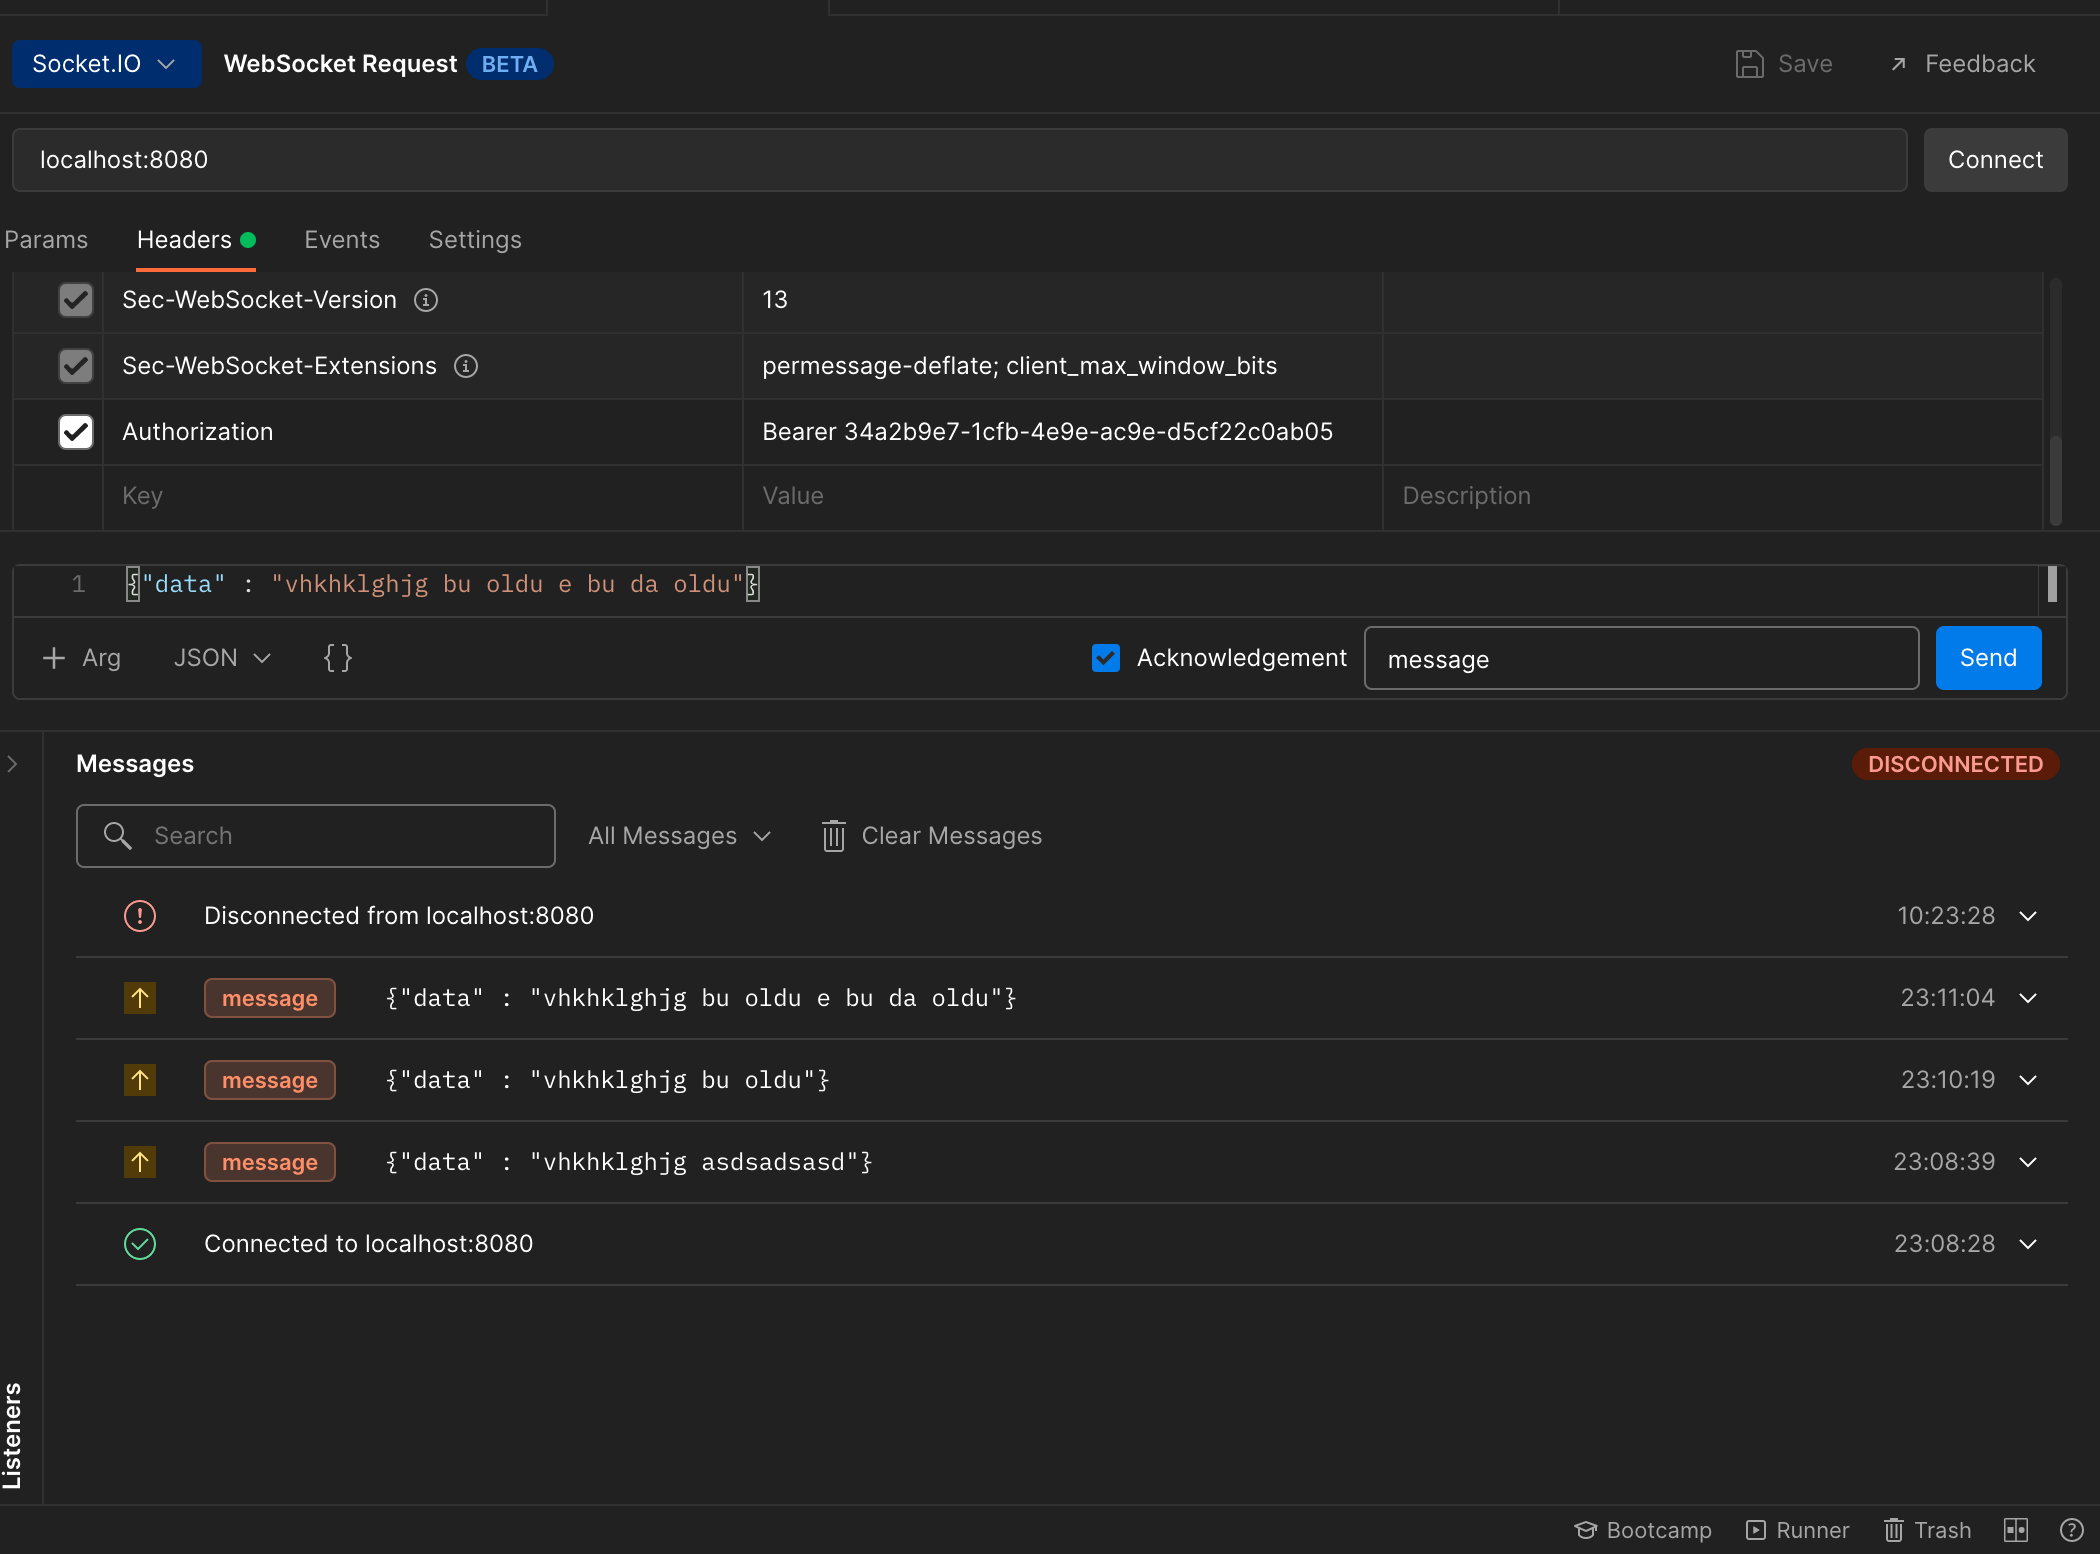 Socket.IO WebSocket Request BETA Save Feedback
localhost:8080 Connect
Params Headers Events Settings
Sec-WebSocket-Version 13
Sec-WebSocket-Extensions permessage-deflate; client_max_window_bits
Authorization Bearer 34a2b9e7-1cfb-4e9e-ac9e-d5cf22c0ab05
Key Value Description
1 {"data" : "vhkhklghjg bu oldu e bu da oldu"}
+ Arg JSON {} Acknowledgement message Send
Messages DISCONNECTED
Search All Messages Clear Messages
Disconnected from localhost:8080 10:23:28
message {"data" : "vhkhklghjg bu oldu e bu da oldu"} 23:11:04
message {"data" : "vhkhklghjg bu oldu"} 23:10:19
message {"data" : "vhkhklghjg asdsadsasd"} 23:08:39
Connected to localhost:8080 23:08:28
Listeners
Bootcamp Runner Trash